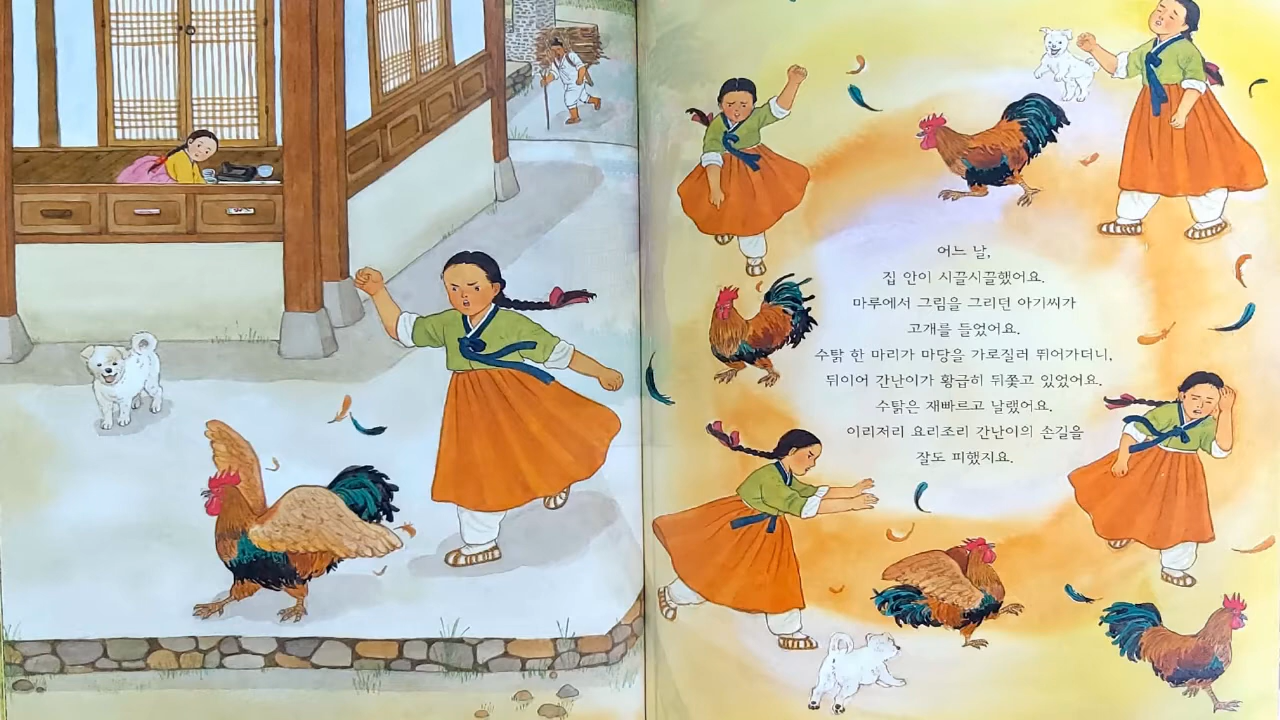 어느 날,
집 안이 시끌시끌했어요.
마루에서 그림을 그리던 아기씨가
고개를 들었어요.
수탉 한 마리가 마당을 가로질러 뛰어가더니,
뒤이어 간난이가 황급히 뒤쫓고 있었어요.
수탉은 재빠르고 날랬어요.
이리저리 요리조리 간난이의 손길을
잘도 피했지요.